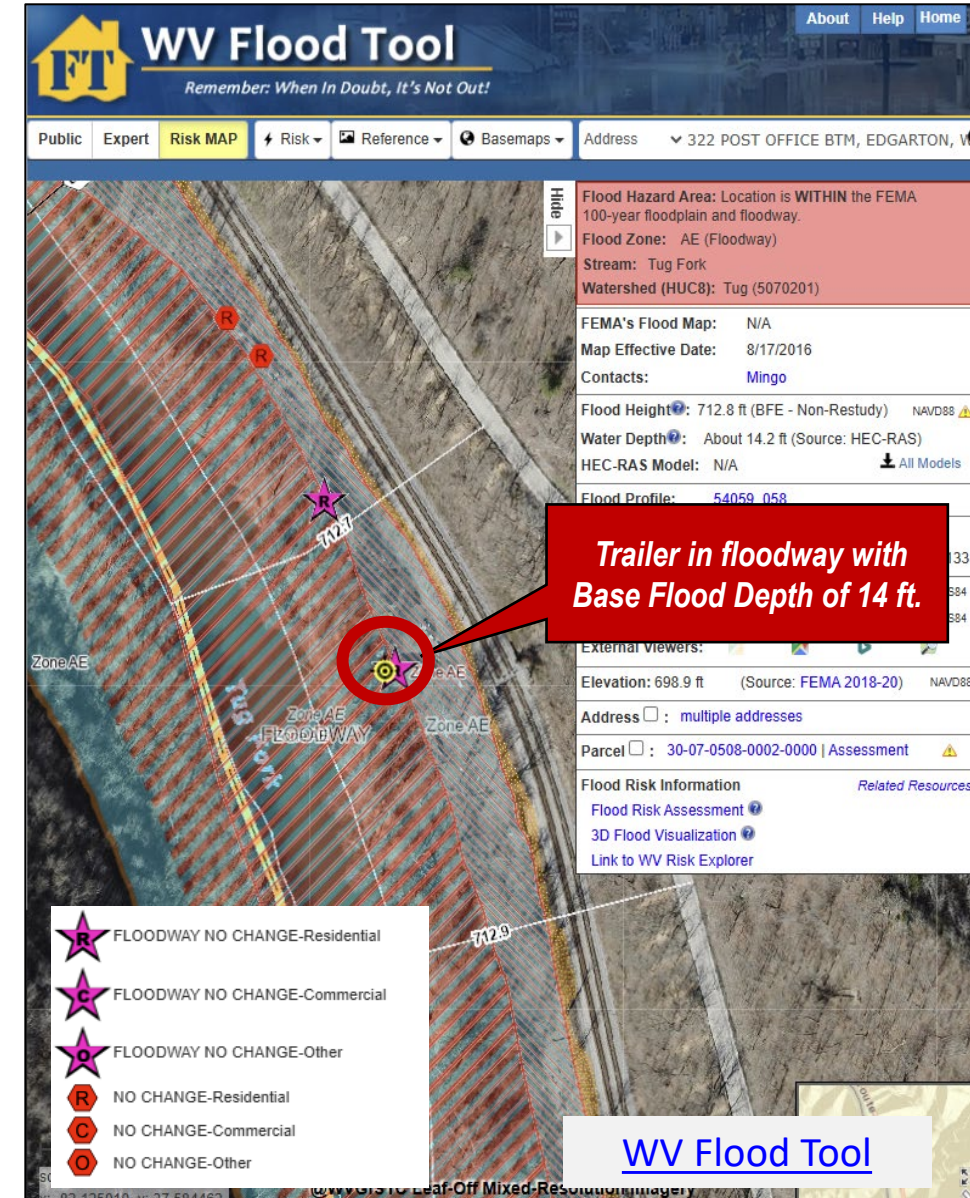 About Help Home
FT
WV Flood Tool
Remember: When In Doubt, It's Not Out!
Public Expert Risk MAP Risk Reference Basemaps Address 322 POST OFFICE BTM, EDGARTON,
Hide
Flood Hazard Area: Location is WITHIN the FEMA
100-year floodplain and floodway.
Flood Zone: AE (Floodway)
Stream: Tug Fork
Watershed (HUC8): Tug (5070201)
FEMA's Flood Map: N/A
Map Effective Date: 8/17/2016
Contacts: Mingo
Flood Height: 712.8 ft (BFE - Non-Restudy) NAVD88
Water Depth: About 14.2 ft (Source: HEC-RAS)
HEC-RAS Model: N/A All Models
Flood Profile: 54059_058
Trailer in floodway with
Base Flood Depth of 14 ft.
External Viewers:
Elevation: 698.9 ft (Source: FEMA 2018-20) NAVD88
Address : multiple addresses
Parcel : 30-07-0508-0002-0000 | Assessment
Flood Risk Information Related Resources
Flood Risk Assessment
3D Flood Visualization
Link to WV Risk Explorer
R
R
R
712.7
Zone AE
Zone AE
Zone AE
FLOODWAY
Zone AE
Tug Fork
712.9
R FLOODWAY NO CHANGE-Residential
C FLOODWAY NO CHANGE-Commercial
O FLOODWAY NO CHANGE-Other
R NO CHANGE-Residential
C NO CHANGE-Commercial
O NO CHANGE-Other
WV Flood Tool
Leaf-Off Mixed-Resolution Imagery